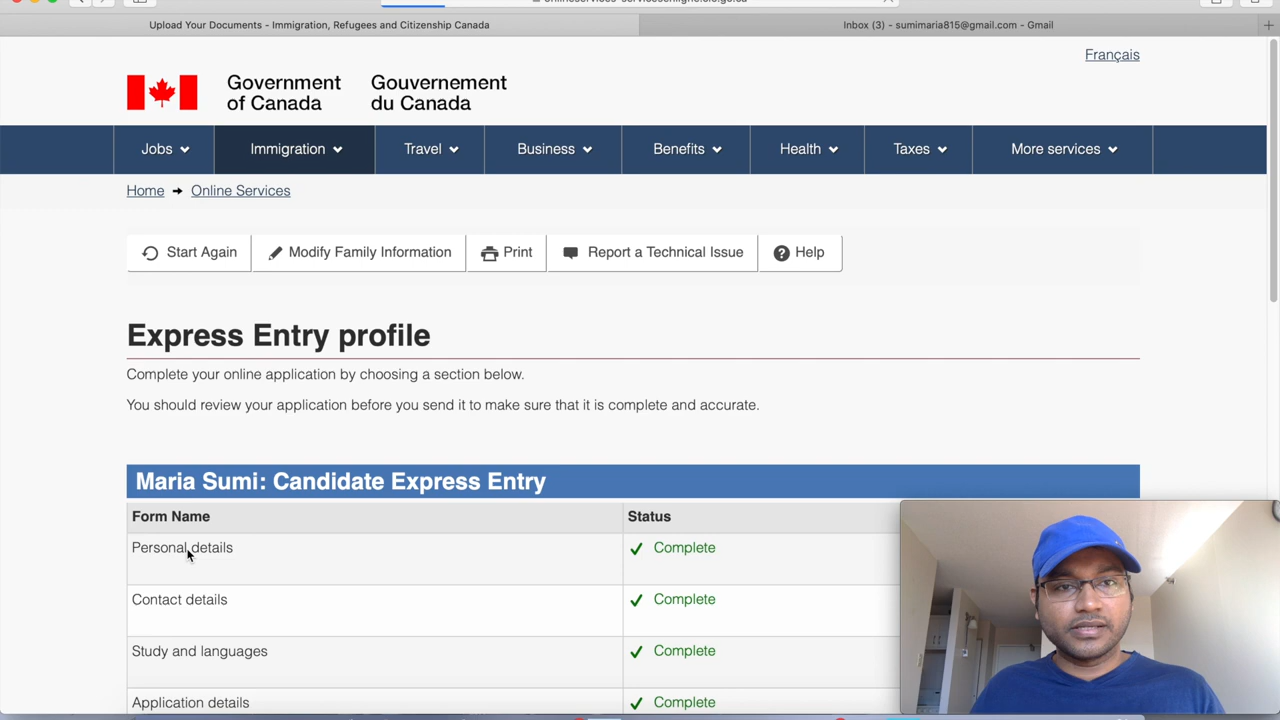 Upload Your Documents - Immigration, Refugees and Citizenship Canada
Inbox (3) - sumimaria815@gmail.com - Gmail
Français
Government of Canada
Gouvernement du Canada
Jobs
Immigration
Travel
Business
Benefits
Health
Taxes
More services
Home
Online Services
Start Again
Modify Family Information
Print
Report a Technical Issue
Help
Express Entry profile
Complete your online application by choosing a section below.
You should review your application before you send it to make sure that it is complete and accurate.
Maria Sumi: Candidate Express Entry
Form Name
Status
Personal details
Complete
Contact details
Complete
Study and languages
Complete
Application details
Complete